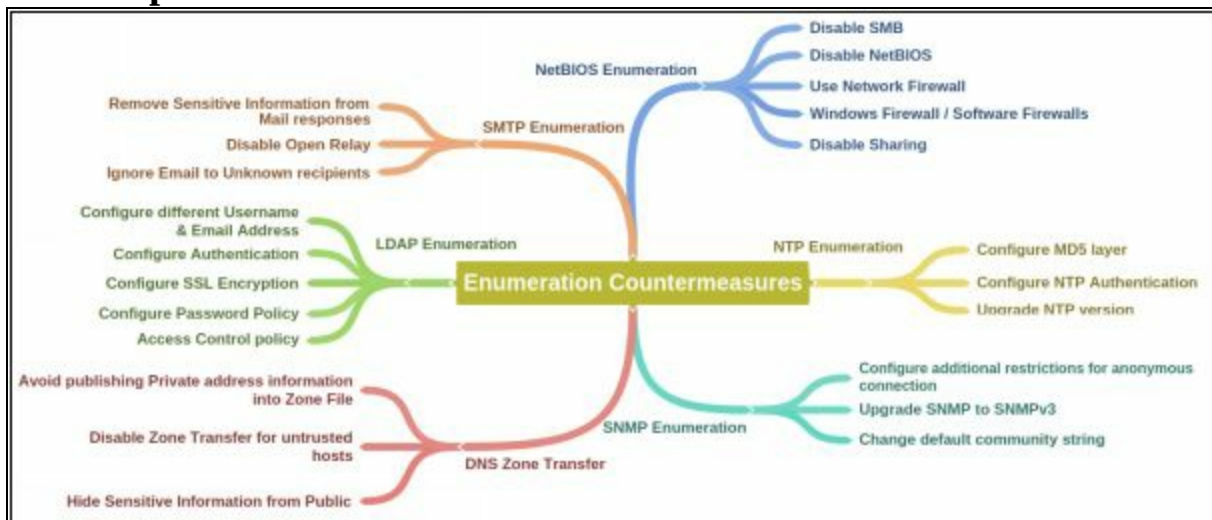 Disable SMB
Disable NetBIOS
NetBIOS Enumeration
Use Network Firewall
Windows Firewall / Software Firewalls
Disable Sharing
Remove Sensitive Information from
Mail responses
SMTP Enumeration
Disable Open Relay
Ignore Email to Unknown recipients
Configure different Username
& Email Address
LDAP Enumeration
Configure Authentication
Configure SSL Encryption
Configure Password Policy
Access Control policy
Enumeration Countermeasures
NTP Enumeration
Configure MD5 layer
Configure NTP Authentication
Upgrade NTP version
Avoid publishing Private address information
into Zone File
Disable Zone Transfer for untrusted
hosts
DNS Zone Transfer
Hide Sensitive Information from Public
Configure additional restrictions for anonymous
connection
SNMP Enumeration
Upgrade SNMP to SNMPv3
Change default community string